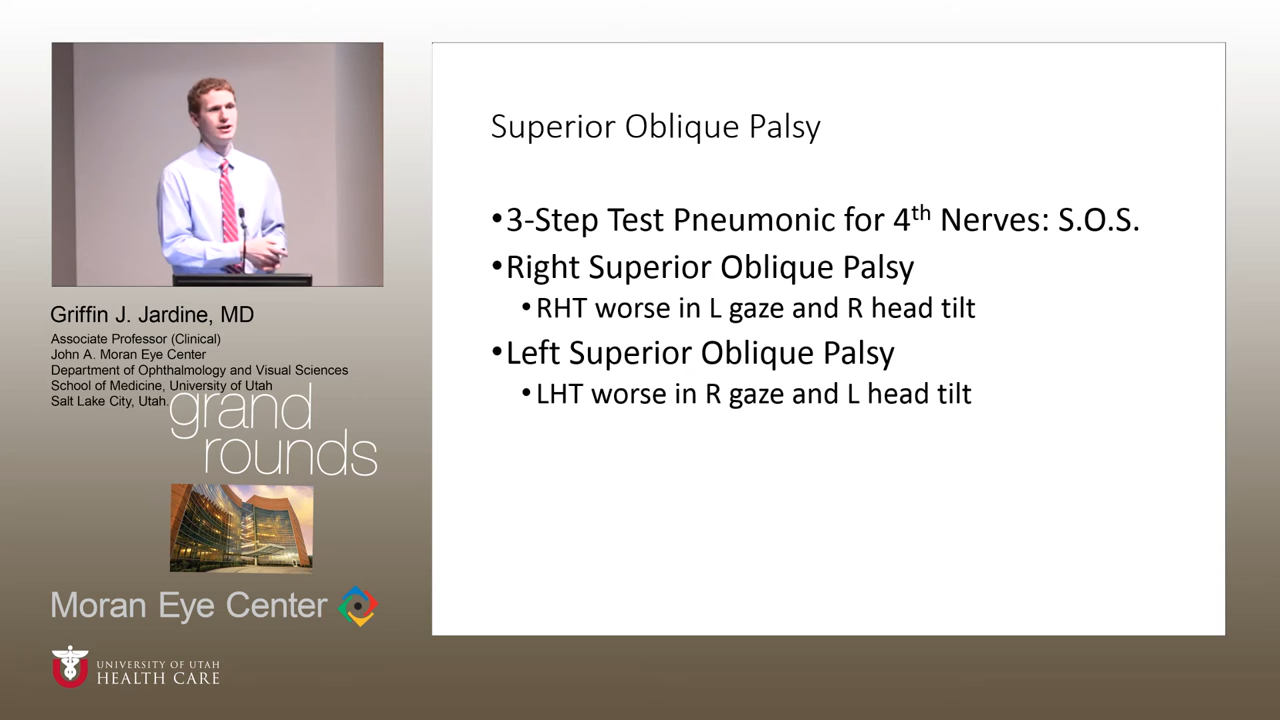 Superior Oblique Palsy
•3-Step Test Pneumonic for 4th Nerves: S.O.S.
•Right Superior Oblique Palsy
•RHT worse in L gaze and R head tilt
•Left Superior Oblique Palsy
•LHT worse in R gaze and L head tilt
Griffin J. Jardine, MD
Associate Professor (Clinical)
John A. Moran Eye Center
Department of Ophthalmology and Visual Sciences
School of Medicine, University of Utah
Salt Lake City, Utah.
grand
rounds
Moran Eye Center
U
UNIVERSITY OF UTAH
HEALTH CARE